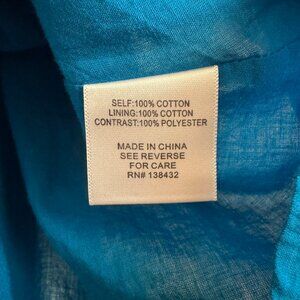 SELF:100% COTTON
LINING:100% COTTON
CONTRAST:100% POLYESTER
MADE IN CHINA
SEE REVERSE
FOR CARE
RN# 138432